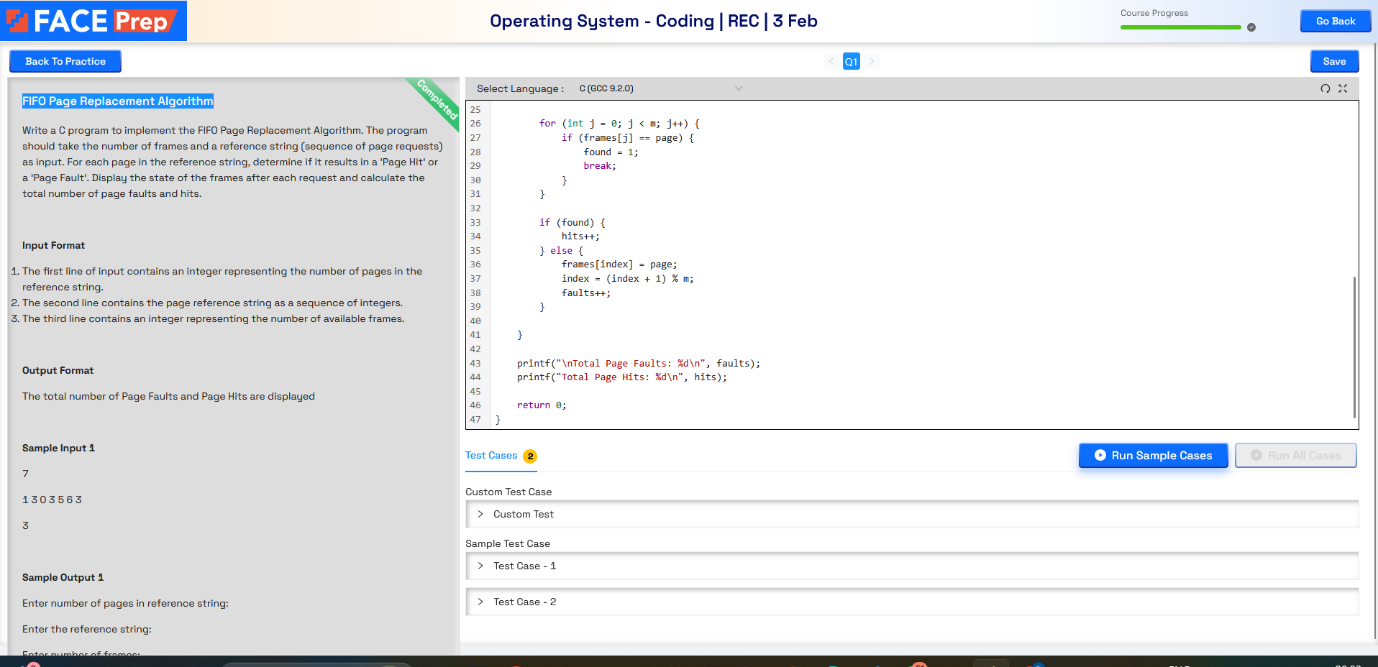 FACE Prep
Operating System - Coding | REC | 3 Feb
Course Progress
Go Back
Back To Practice
< Q1 >
Save
Completed
FIFO Page Replacement Algorithm
Write a C program to implement the FIFO Page Replacement Algorithm. The program
should take the number of frames and a reference string (sequence of page requests)
as input. For each page in the reference string, determine if it results in a 'Page Hit' or
a 'Page Fault'. Display the state of the frames after each request and calculate the
total number of page faults and hits.
Input Format
1. The first line of input contains an integer representing the number of pages in the
reference string.
2. The second line contains the page reference string as a sequence of integers.
3. The third line contains an integer representing the number of available frames.
Output Format
The total number of Page Faults and Page Hits are displayed
Sample Input 1
7
1 3 0 3 5 6 3
3
Sample Output 1
Enter number of pages in reference string:
Enter the reference string:
Enter number of frames:
Select Language : C (GCC 9.2.0)
25
26 for (int j = 0; j < m; j++) {
27 if (frames[j] == page) {
28 found = 1;
29 break;
30 }
31 }
32
33 if (found) {
34 hits++;
35 } else {
36 frames[index] = page;
37 index = (index + 1) % m;
38 faults++;
39 }
40
41 }
42
43 printf("\nTotal Page Faults: %d\n", faults);
44 printf("Total Page Hits: %d\n", hits);
45
46 return 0;
47 }
Test Cases 2
Run Sample Cases
Run All Cases
Custom Test Case
> Custom Test
Sample Test Case
> Test Case - 1
> Test Case - 2